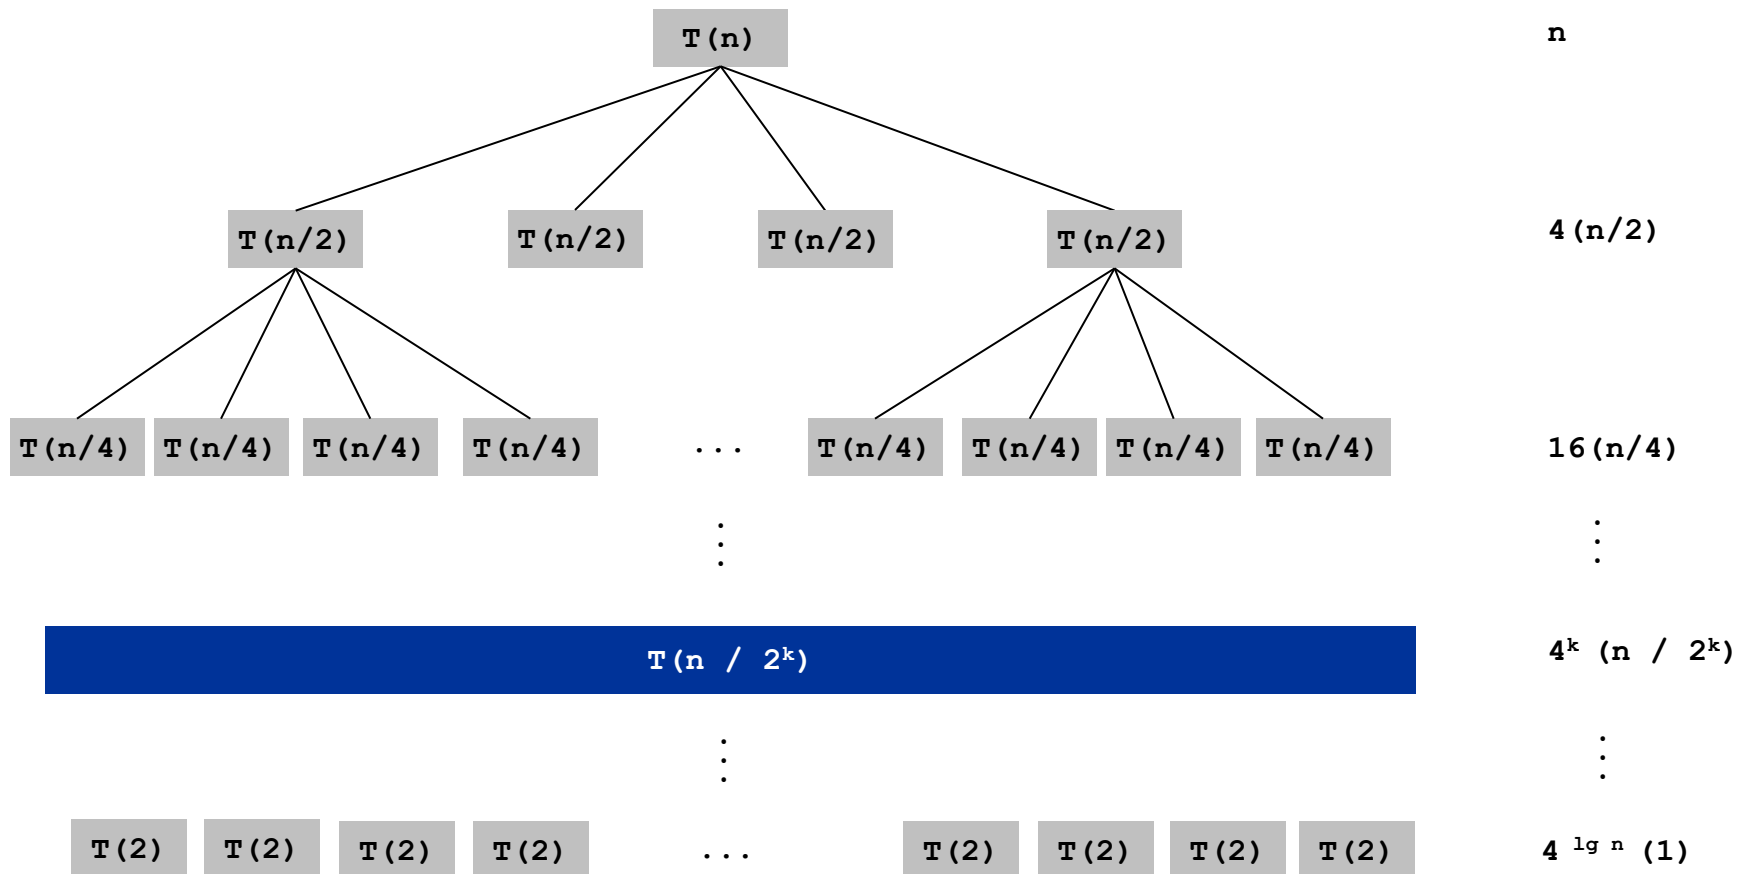 T(n) n
T(n/2) T(n/2) T(n/2) T(n/2) 4(n/2)
T(n/4) T(n/4) T(n/4) T(n/4) ... T(n/4) T(n/4) T(n/4) T(n/4) 16(n/4)
T(n / 2ᵏ) 4ᵏ (n / 2ᵏ)
T(2) T(2) T(2) T(2) ... T(2) T(2) T(2) T(2) 4 ˡᵍ ⁿ (1)